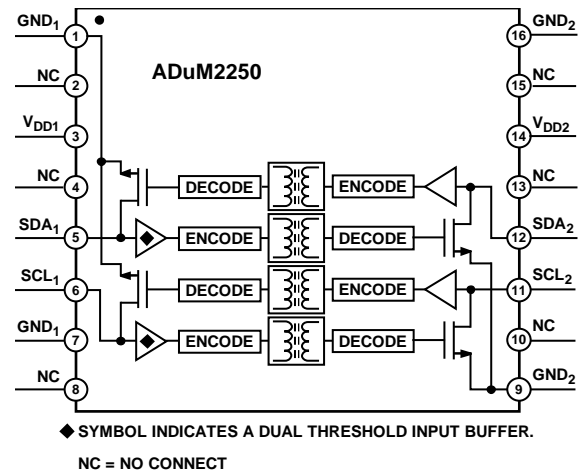 GND1
1
16
GND2
ADuM2250
NC
2
15
NC
VDD1
3
14
VDD2
NC
4
13
NC
DECODE
ENCODE
SDA1
5
ENCODE
DECODE
12
SDA2
SCL1
6
DECODE
ENCODE
11
SCL2
GND1
7
ENCODE
DECODE
10
NC
NC
8
9
GND2
◆ SYMBOL INDICATES A DUAL THRESHOLD INPUT BUFFER.
NC = NO CONNECT